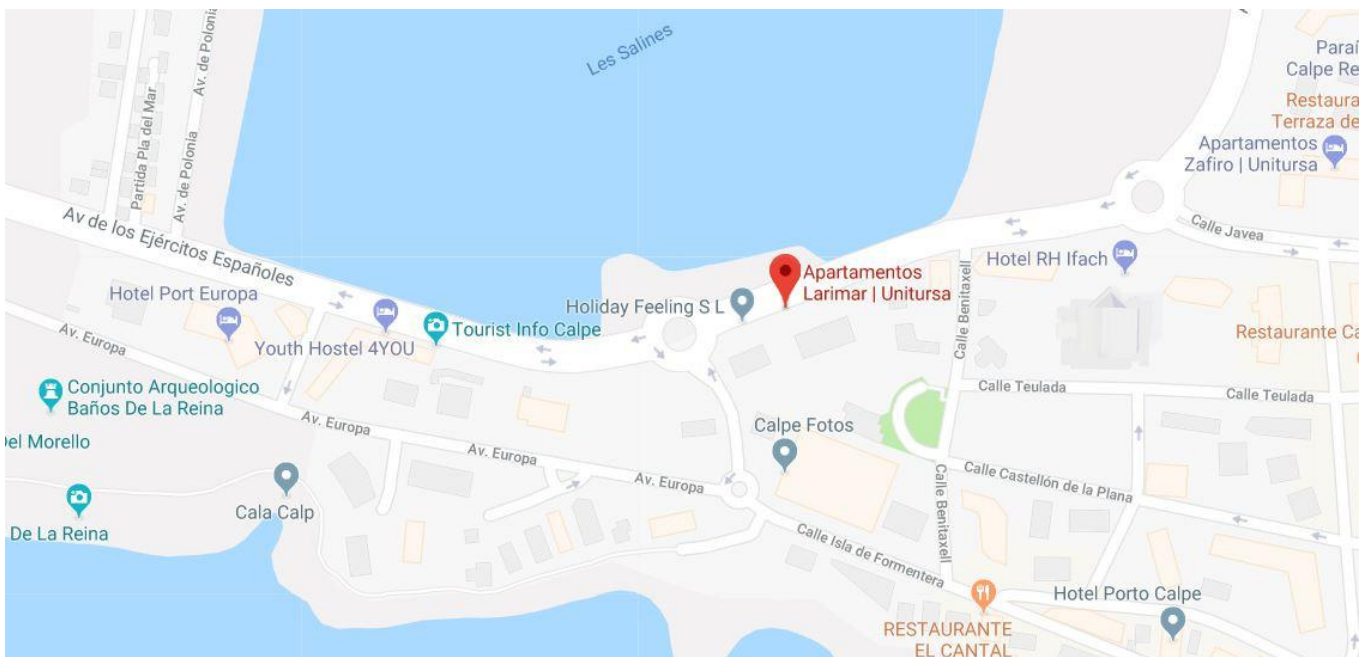 Les Salines
Paraí
Calpe Re
Restaura
Terraza de
Apartamentos
Zafiro | Unitursa
Av. de Polonia
Partida Pla del Mar
Av. de Polonia
Av de los Ejércitos Españoles
Calle Javea
Hotel RH Ifach
Apartamentos
Larimar | Unitursa
Calle Benitaxell
Hotel Port Europa
Holiday Feeling S L
Tourist Info Calpe
Youth Hostel 4YOU
Av. Europa
Restaurante Ca
Conjunto Arqueologico
Baños De La Reina
Calle Teulada
Calle Teulada
Av. Europa
Calpe Fotos
Del Morello
Av. Europa
Av. Europa
Calle Castellón de la Plana
Calle Benitaxell
Cala Calp
De La Reina
Calle Isla de Formentera
Hotel Porto Calpe
RESTAURANTE
EL CANTAL